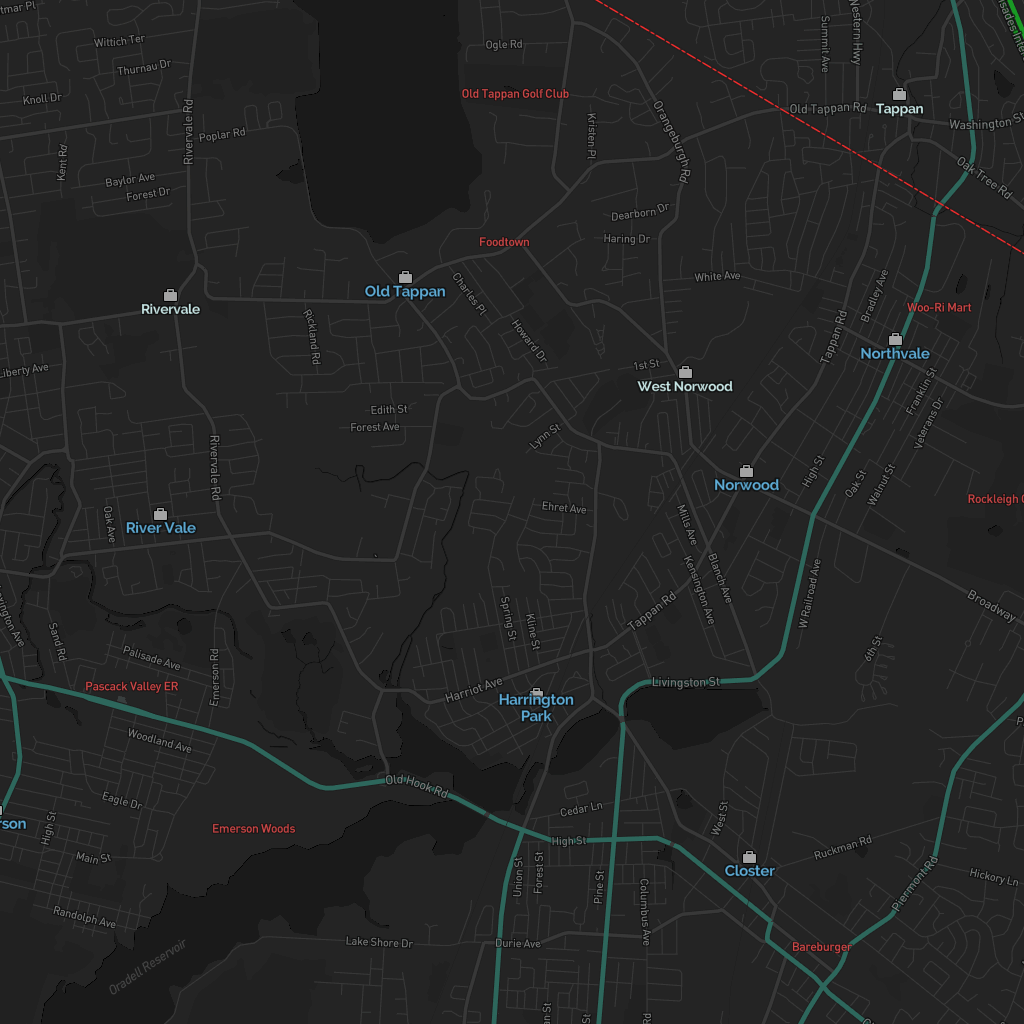 Wittich Ter
Ogle Rd
Summit Ave
Western Hwy
Thurnau Dr
Old Tappan Golf Club
Knoll Dr
Tappan
Old Tappan Rd
Washington St
Rivervale Rd
Poplar Rd
Kristen Pl
Orangeburgh Rd
Kent Rd
Oak Tree Rd
Baylor Ave
Forest Dr
Dearborn Dr
Haring Dr
Foodtown
White Ave
Old Tappan
Charles Pl
Bradley Ave
Rivervale
Woo-Ri Mart
Rickland Rd
Howard Dr
Tappan Rd
Northvale
1st St
Liberty Ave
West Norwood
Franklin St
Edith St
Forest Ave
Veterans Dr
Lynn St
Rivervale Rd
High St
Norwood
Oak St
Walnut St
Rockleigh
Ehret Ave
Oak Ave
River Vale
Mills Ave
Kensington Ave
Blanch Ave
W Railroad Ave
Broadway
Spring St
Kline St
Tappan Rd
Sand Rd
6th St
Palisade Ave
Emerson Rd
Pascack Valley ER
Harriot Ave
Livingston St
Harrington
Park
Woodland Ave
Old Hook Rd
Eagle Dr
Cedar Ln
High St
West St
Emerson Woods
High St
Ruckman Rd
Main St
Closter
Union St
Forest St
Pine St
Columbus Ave
Piermont Rd
Hickory Ln
Randolph Ave
Lake Shore Dr
Durie Ave
Bareburger
Oradell Reservoir